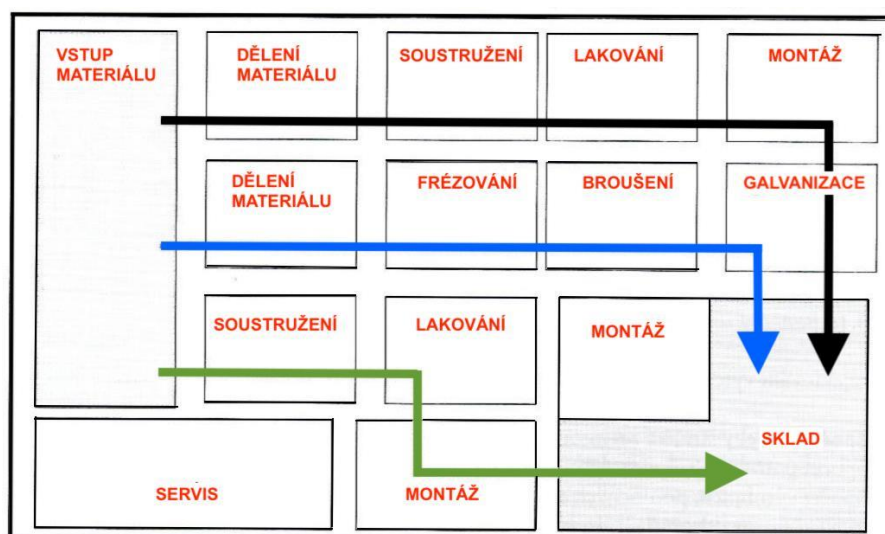 VSTUP
MATERIÁLU
DĚLENÍ
MATERIÁLU
SOUSTRUŽENÍ
LAKOVÁNÍ
MONTÁŽ
DĚLENÍ
MATERIÁLU
FRÉZOVÁNÍ
BROUŠENÍ
GALVANIZACE
SOUSTRUŽENÍ
LAKOVÁNÍ
MONTÁŽ
SKLAD
SERVIS
MONTÁŽ